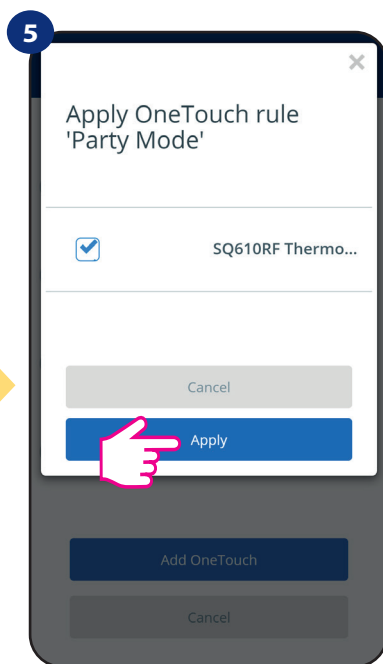 5
Apply OneTouch rule
'Party Mode'
SQ610RF Thermo...
Cancel
Apply
Add OneTouch
Cancel